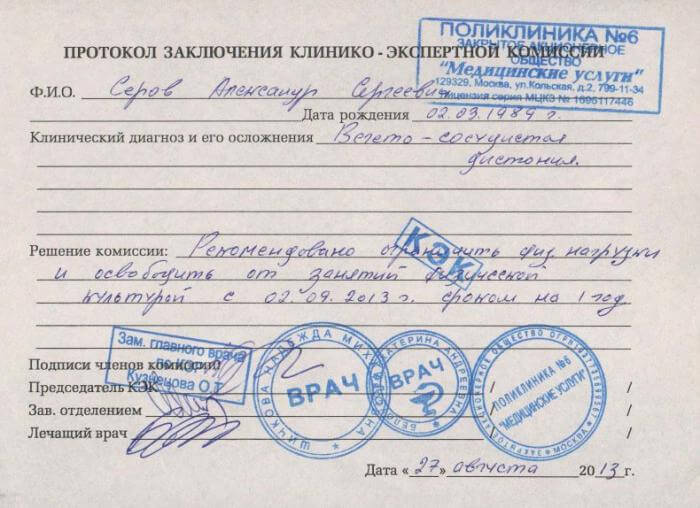 ПОЛИКЛИНИКА №6
ЗАКРЫТОЕ АКЦИОНЕРНОЕ
ОБЩЕСТВО
"Медицинские услуги"
129329, Москва, ул.Кольская, д.2, 799-11-34
Лицензия серия МЦКЗ № 1695117446
ПРОТОКОЛ ЗАКЛЮЧЕНИЯ КЛИНИКО - ЭКСПЕРТНОЙ КОМИССИИ
Ф.И.О. Серов Александр Сергеевич
Дата рождения 02.03.1989 г.
Клинический диагноз и его осложнения Вегето-сосудистая
дистония.
КЭК
Решение комиссии: Рекомендовано ограничить физ. нагрузки
и освободить от занятий физической
культурой с 02.09.2013 г. сроком на 1 год
Зам. главного врача
по КЭР
Кузнецова О.Т.
Подписи членов комиссии:
Председатель КЭК / /
Зав. отделением / /
Лечащий врач / /
ШИЧКОВА НАДЕЖДА МИХАЙЛОВНА
ВРАЧ
ЕКАТЕРИНА АНДРЕЕВНА
ВРАЧ
ЗАКРЫТОЕ АКЦИОНЕРНОЕ ОБЩЕСТВО
ПОЛИКЛИНИКА №6
"МЕДИЦИНСКИЕ УСЛУГИ"
МОСКВА
Дата «27» августа 2013 г.